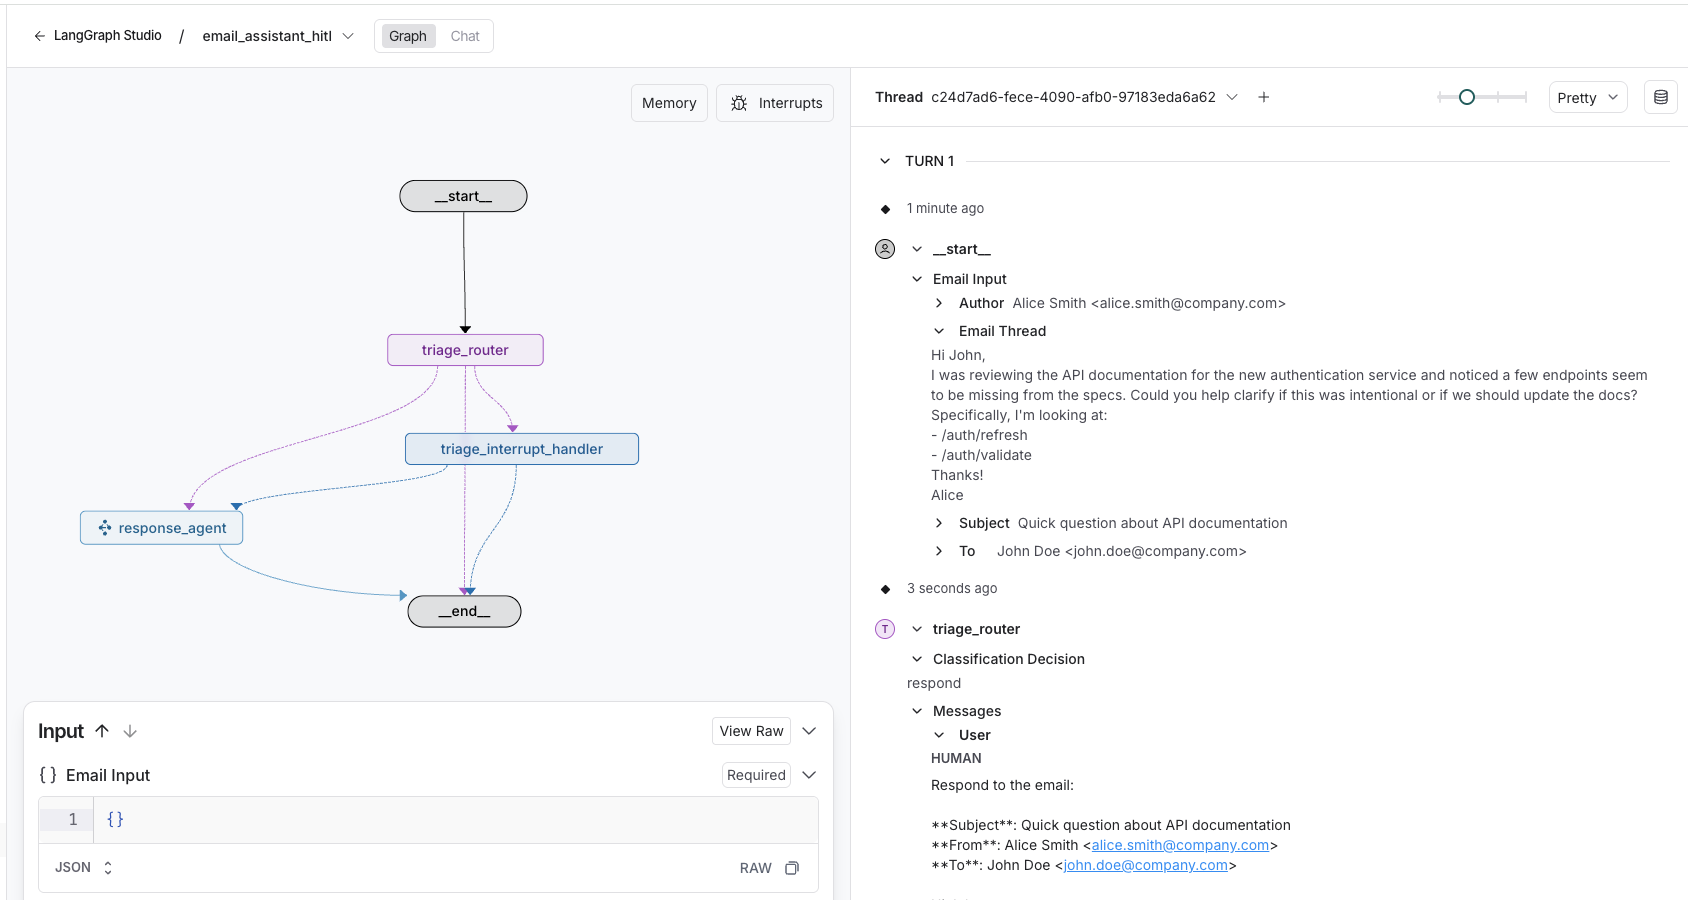 LangGraph Studio / email_assistant_hitl Graph Chat
Memory Interrupts
__start__
triage_router
triage_interrupt_handler
response_agent
__end__
Input View Raw
{} Email Input Required
1 {}
JSON RAW
Thread c24d7ad6-fece-4090-afb0-97183eda6a62 + Pretty
TURN 1
1 minute ago
__start__
Email Input
Author Alice Smith <alice.smith@company.com>
Email Thread
Hi John,
I was reviewing the API documentation for the new authentication service and noticed a few endpoints seem
to be missing from the specs. Could you help clarify if this was intentional or if we should update the docs?
Specifically, I'm looking at:
- /auth/refresh
- /auth/validate
Thanks!
Alice
Subject Quick question about API documentation
To John Doe <john.doe@company.com>
3 seconds ago
T triage_router
Classification Decision
respond
Messages
User
HUMAN
Respond to the email:
**Subject**: Quick question about API documentation
**From**: Alice Smith <alice.smith@company.com>
**To**: John Doe <john.doe@company.com>